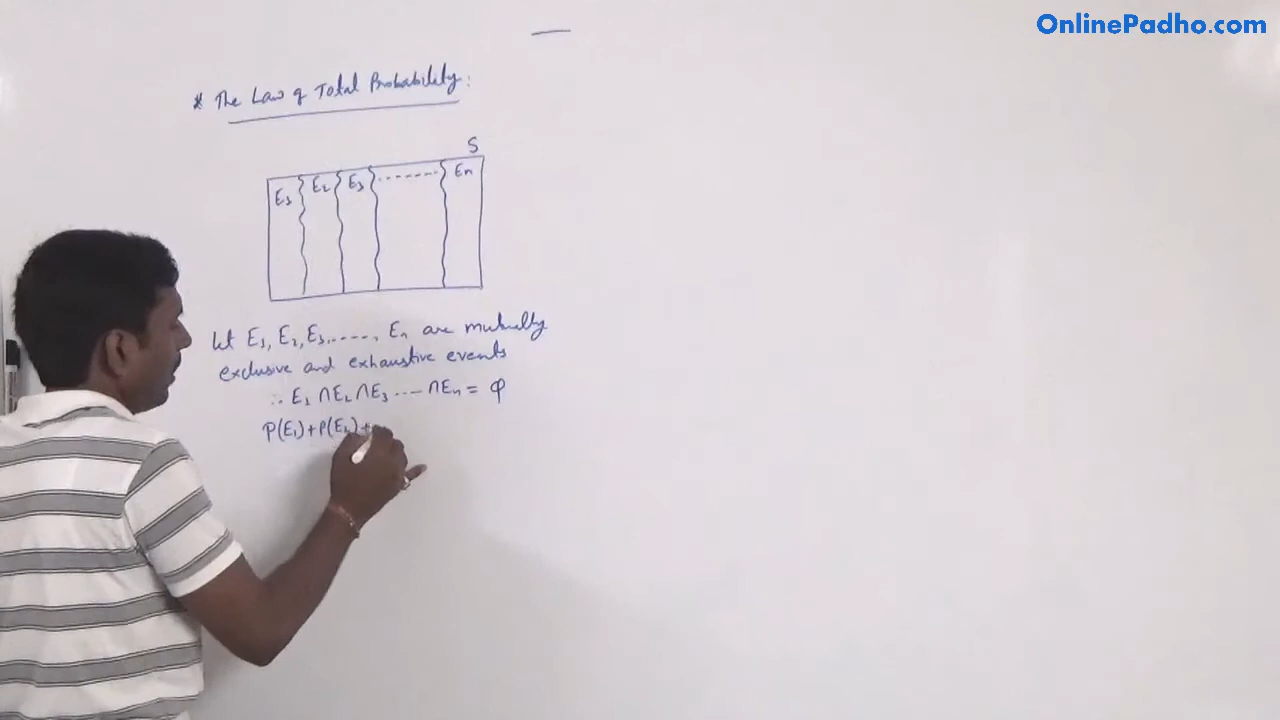 OnlinePadho.com
* The Law of Total Probability:
S
E₁ E₂ E₃ ------- Eₙ
Let E₁, E₂, E₃,-----, Eₙ are mutually
exclusive and exhaustive events
∴ E₁ ∩ E₂ ∩ E₃ ---- ∩ Eₙ = φ
P(E₁)+P(E₂)+